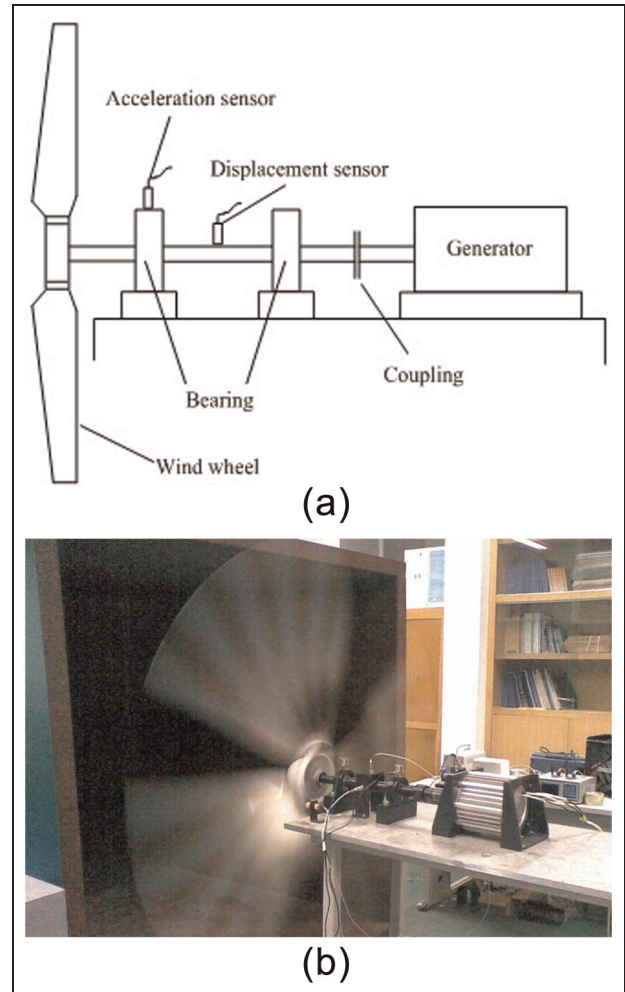 Acceleration sensor
Displacement sensor
Generator
Bearing
Coupling
Wind wheel
(a)
(b)